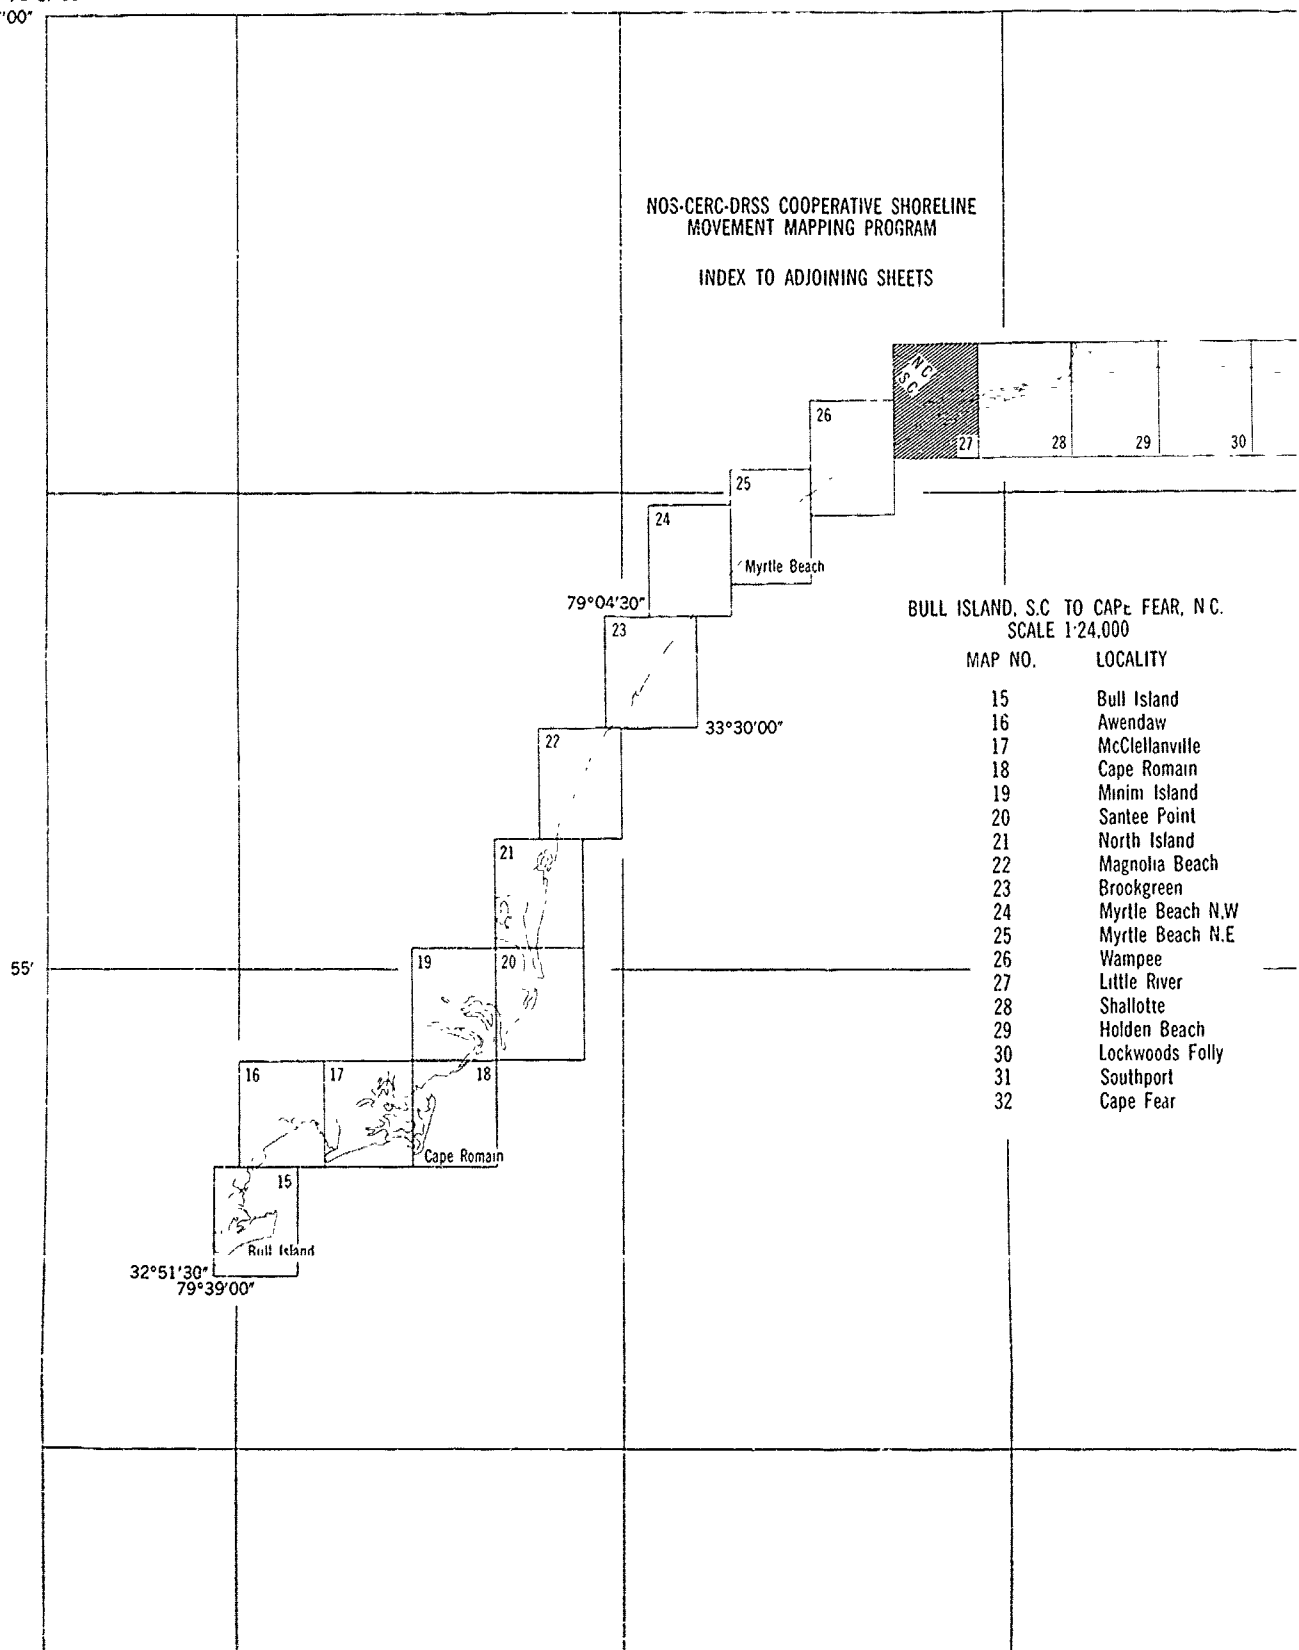 '00"
NOS-CERC-DRSS COOPERATIVE SHORELINE
MOVEMENT MAPPING PROGRAM
INDEX TO ADJOINING SHEETS
N C
S C
26
27
28
29
30
25
24
Myrtle Beach
79°04'30"
23
33°30'00"
22
21
55'
19
20
16
17
18
Cape Romain
15
Bull Island
32°51'30"
79°39'00"
BULL ISLAND, S.C TO CAPE FEAR, N C.
SCALE 1:24,000
MAP NO. LOCALITY
15 Bull Island
16 Awendaw
17 McClellanville
18 Cape Romain
19 Minim Island
20 Santee Point
21 North Island
22 Magnolia Beach
23 Brookgreen
24 Myrtle Beach N.W
25 Myrtle Beach N.E
26 Wampee
27 Little River
28 Shallotte
29 Holden Beach
30 Lockwoods Folly
31 Southport
32 Cape Fear